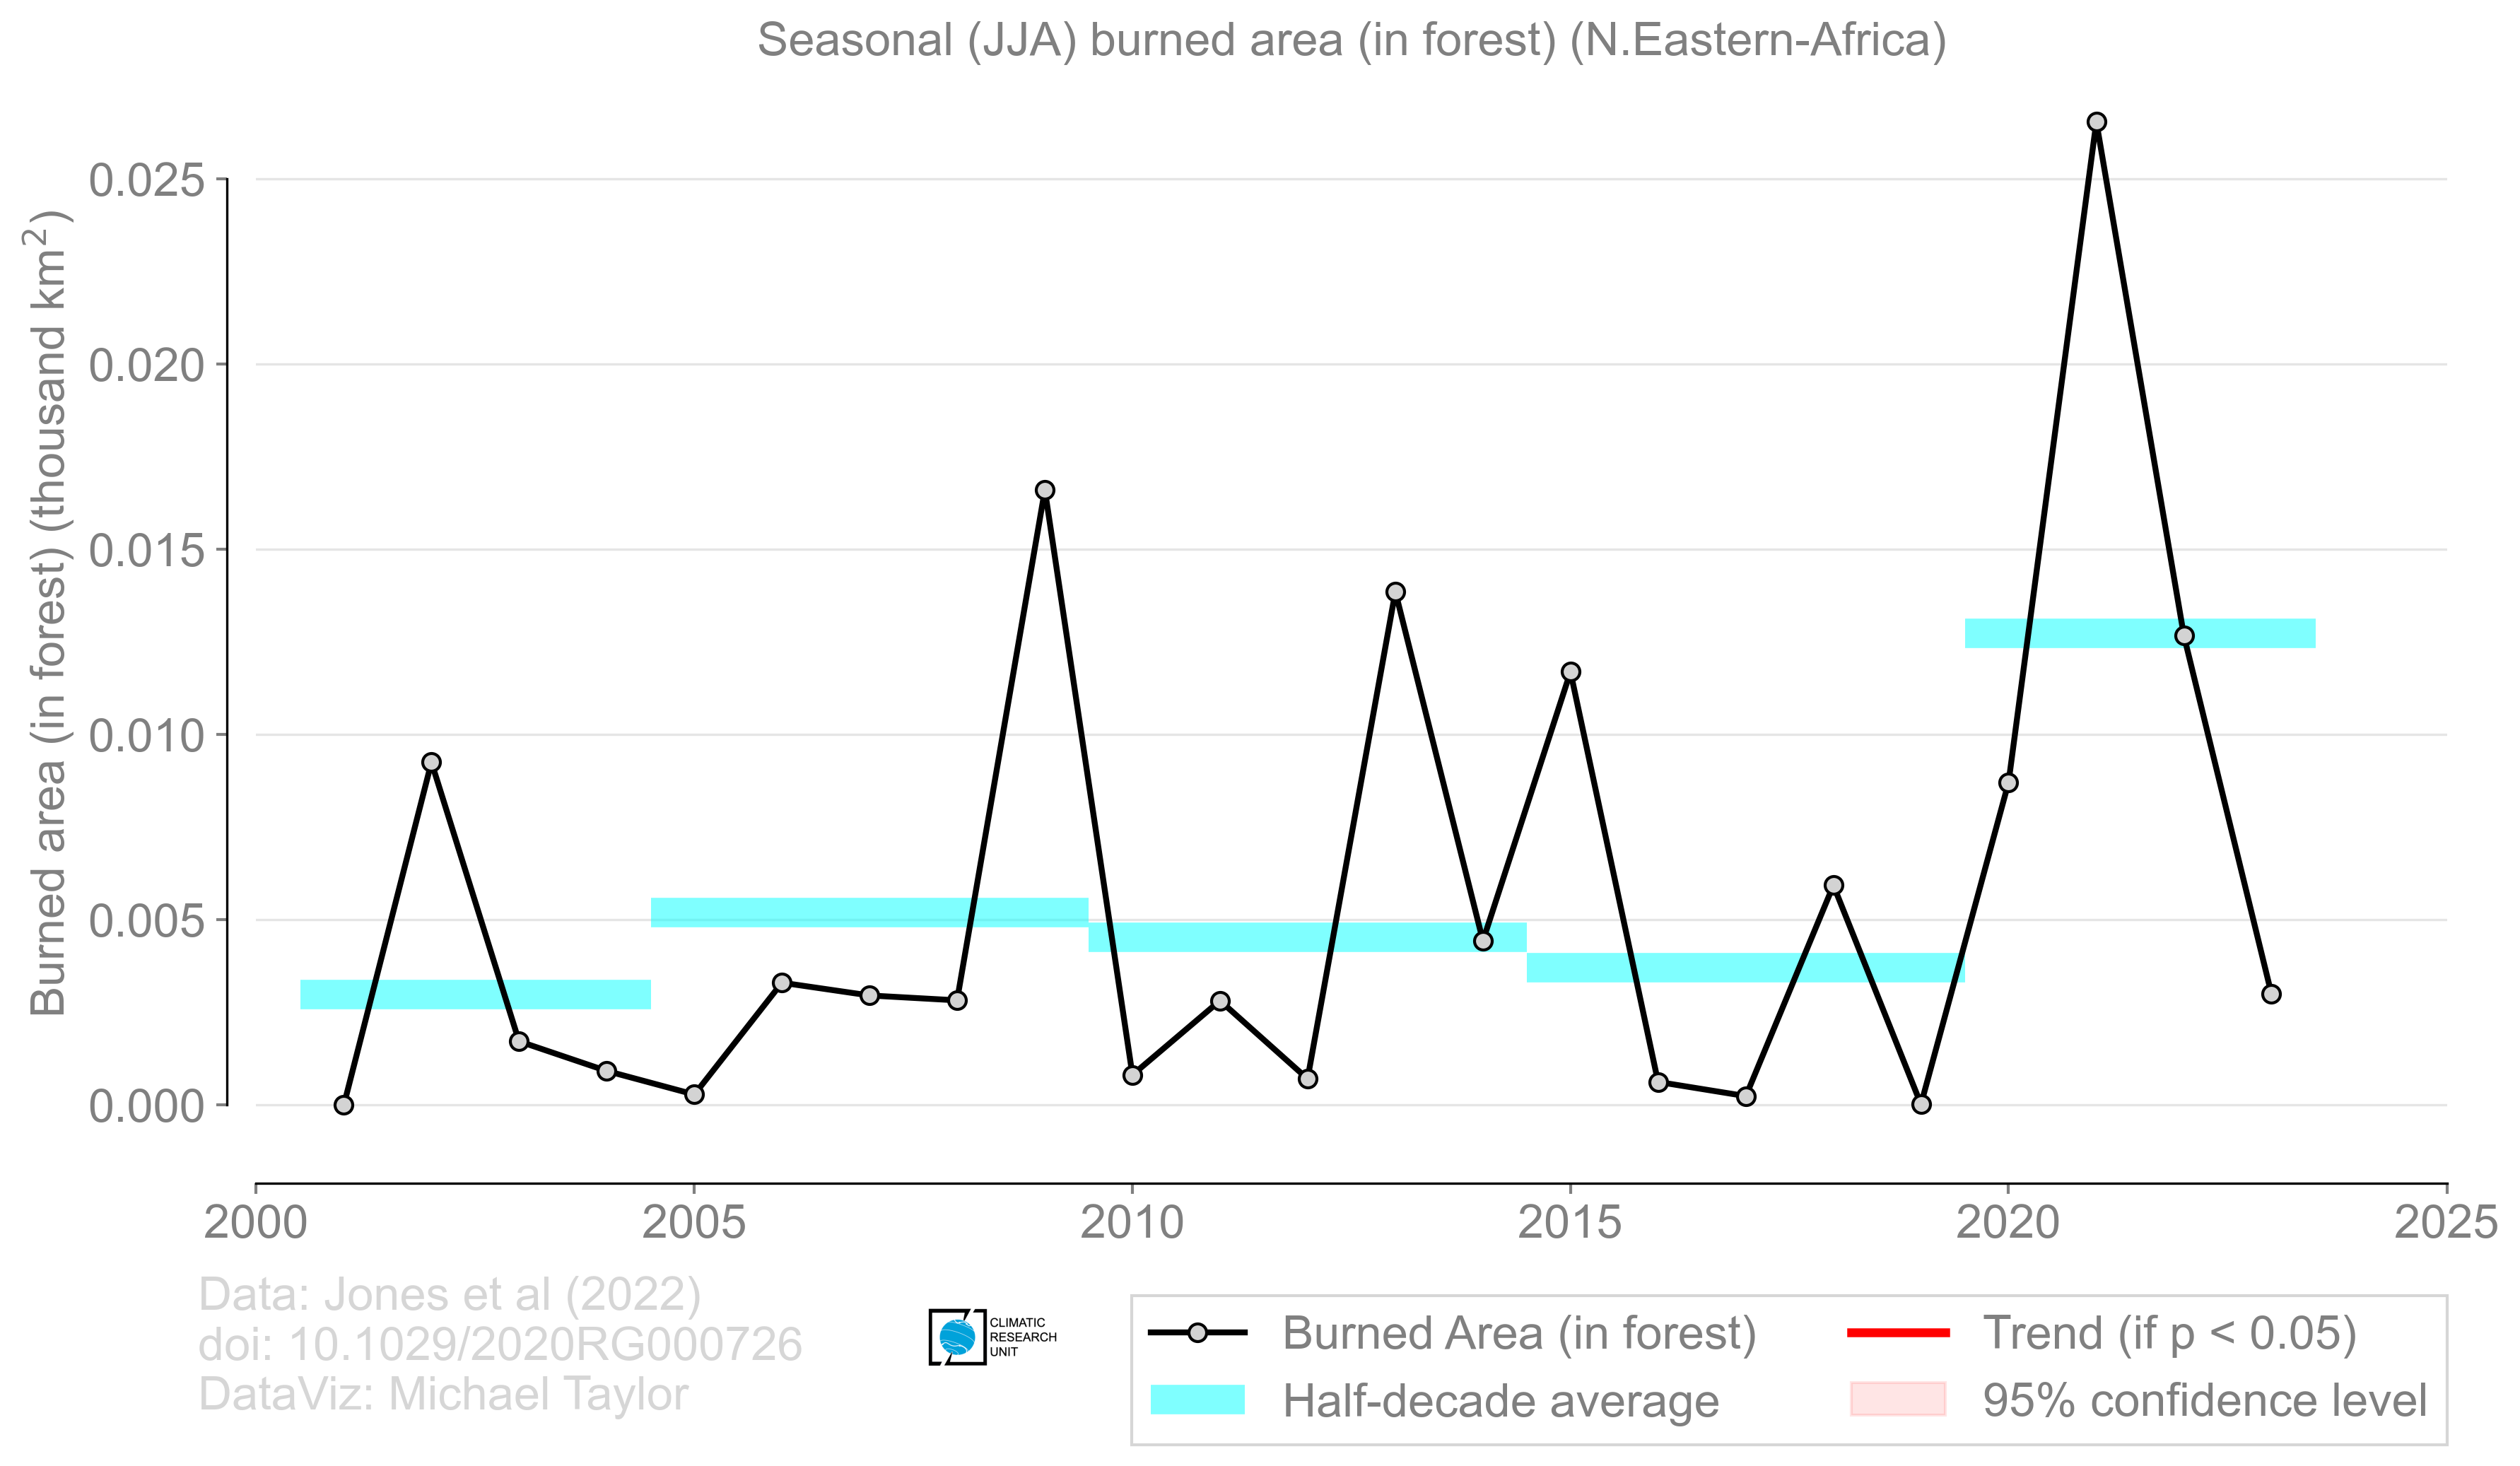 Seasonal (JJA) burned area (in forest) (N.Eastern-Africa)
Burned area (in forest) (thousand km²)
0.025
0.020
0.015
0.010
0.005
0.000
2000 2005 2010 2015 2020 2025
Data: Jones et al (2022)
doi: 10.1029/2020RG000726
DataViz: Michael Taylor
CLIMATIC
RESEARCH
UNIT
Burned Area (in forest)
Half-decade average
Trend (if p < 0.05)
95% confidence level